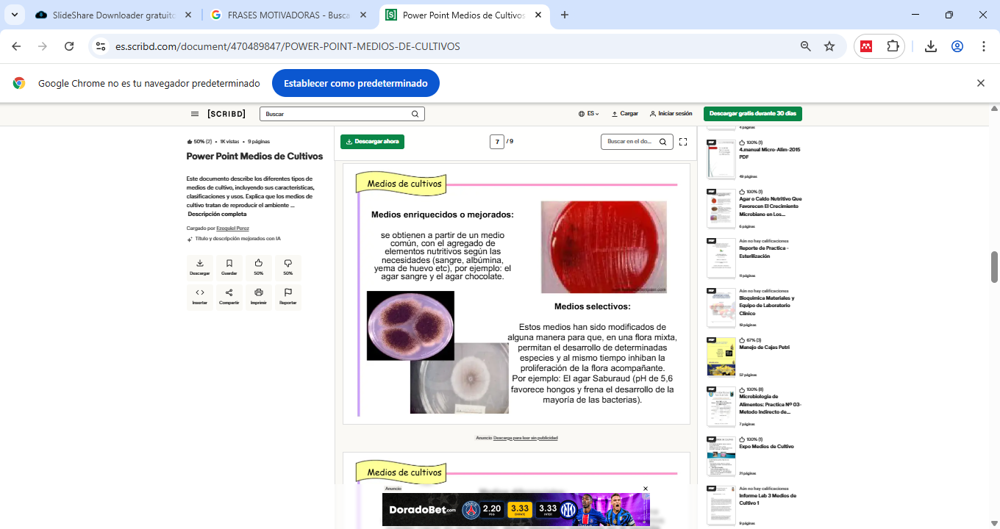 SlideShare Downloader gratuito
FRASES MOTIVADORAS - Busca
Power Point Medios de Cultivos
es.scribd.com/document/470489847/POWER-POINT-MEDIOS-DE-CULTIVOS
Google Chrome no es tu navegador predeterminado
Establecer como predeterminado
[SCRIBD]
Buscar
ES
Cargar
Iniciar sesión
Descargar gratis durante 30 días
50% (2) • 1K vistas • 9 páginas
Power Point Medios de Cultivos
Este documento describe los diferentes tipos de
medios de cultivo, incluyendo sus características,
clasificaciones y usos. Explica que los medios de
cultivo tratan de reproducir el ambiente ...
Descripción completa
Cargado por Ezequiel Perez
Título y descripción mejorados con IA
Descargar
Guardar
50%
50%
Insertar
Compartir
Imprimir
Reportar
Descargar ahora
7 / 9
Buscar en el do...
Medios de cultivos
Medios enriquecidos o mejorados:
se obtienen a partir de un medio
común, con el agregado de
elementos nutritivos según las
necesidades (sangre, albúmina,
yema de huevo etc), por ejemplo: el
agar sangre y el agar chocolate.
Medios selectivos:
Estos medios han sido modificados de
alguna manera para que, en una flora mixta,
permitan el desarrollo de determinadas
especies y al mismo tiempo inhiban la
proliferación de la flora acompañante.
Por ejemplo: El agar Saburaud (pH de 5,6
favorece hongos y frena el desarrollo de la
mayoría de las bacterias).
Anuncio Descarga para leer sin publicidad
Medios de cultivos
Anuncio
DoradoBet.com
2.20
PSG
3.33
EMPATE
3.33
INTER
4 páginas
PDF
100% (1)
4.manual Micro-Alim-2015
PDF
49 páginas
PDF
100% (1)
Agar o Caldo Nutritivo Que
Favorecen El Crecimiento
Microbiano en Los...
6 páginas
PDF
Aún no hay calificaciones
Reporte de Practica -
Esterilización
11 páginas
PDF
Aún no hay calificaciones
Bioquimica Materiales y
Equipo de Laboratorio
Clinico
19 páginas
PDF
67% (3)
Manejo de Cajas Petri
57 páginas
PDF
100% (8)
Microbiologia de
Alimentos: Practica Nº 03-
Metodo Indirecto de...
7 páginas
PDF
100% (1)
Expo Medios de Cultivo
21 páginas
PDF
Aún no hay calificaciones
Informe Lab 3 Medios de
Cultivo 1
9 páginas